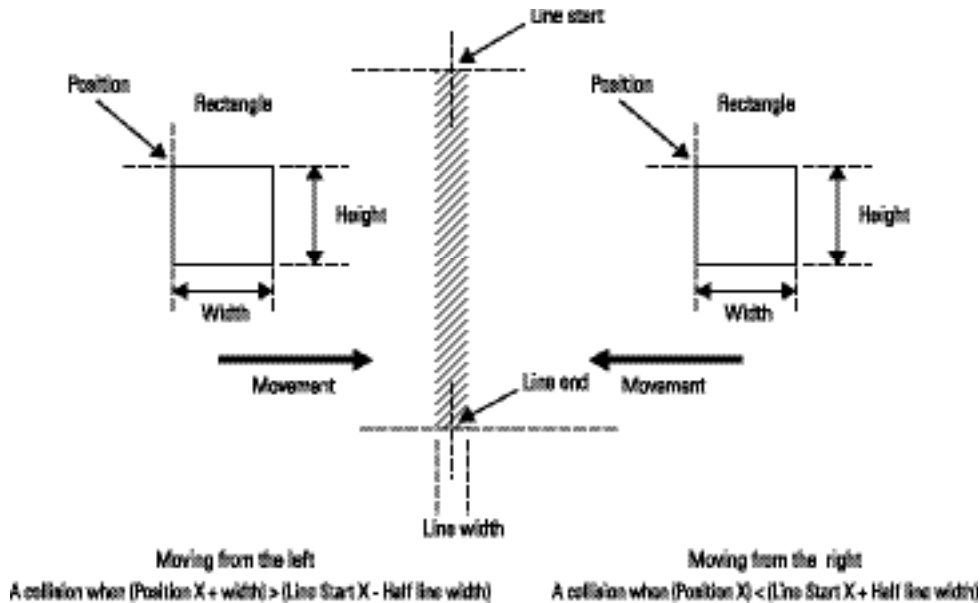 Line start
Position
Rectangle
Height
Width
Movement
Position
Rectangle
Height
Width
Movement
Line end
Line width
Moving from the left
A collision when (Position X + width) > (Line Start X - Half line width)
Moving from the right
A collision when (Position X) < (Line Start X + Half line width)